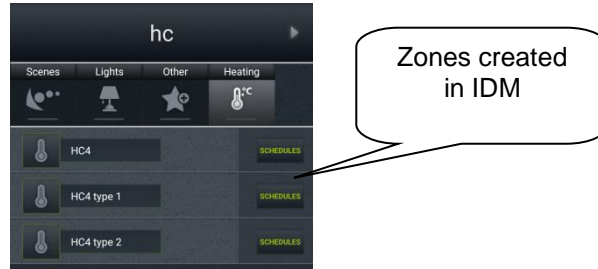 hc
Scenes Lights Other Heating
°C
HC4 SCHEDULES
HC4 type 1 SCHEDULES
HC4 type 2 SCHEDULES
Zones created
in IDM